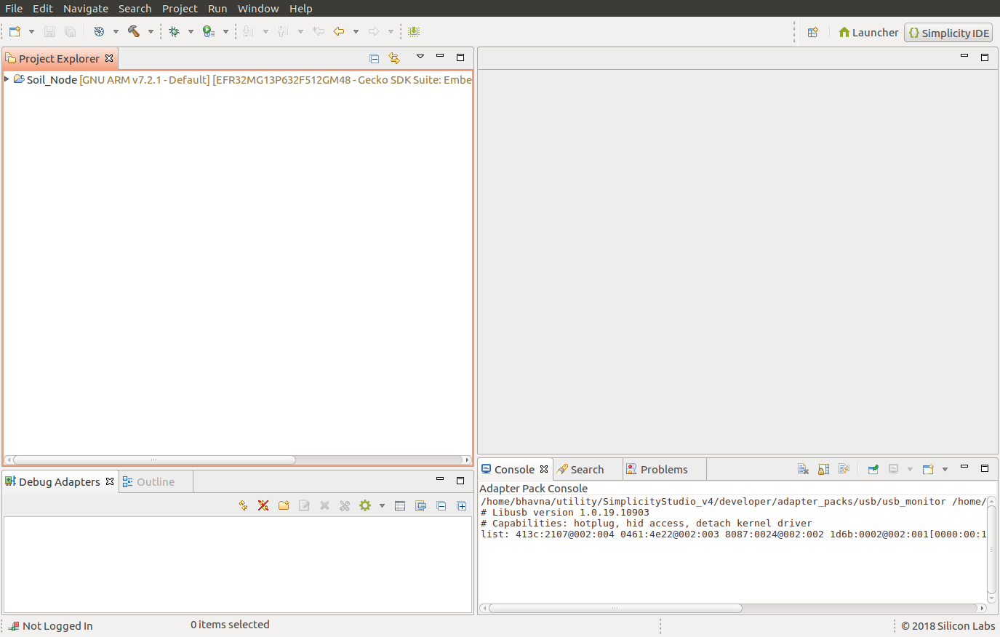 File Edit Navigate Search Project Run Window Help
Launcher
Simplicity IDE
Project Explorer
Soil_Node [GNU ARM v7.2.1 - Default] [EFR32MG13P632F512GM48 - Gecko SDK Suite: Embe
Debug Adapters
Outline
Console
Search
Problems
Adapter Pack Console
/home/bhavna/utility/SimplicityStudio_v4/developer/adapter_packs/usb/usb_monitor /home/
# Libusb version 1.0.19.10903
# Capabilities: hotplug, hid access, detach kernel driver
list: 413c:2107@002:004 0461:4e22@002:003 8087:0024@002:002 1d6b:0002@002:001[0000:00:1
Not Logged In
0 items selected
© 2018 Silicon Labs